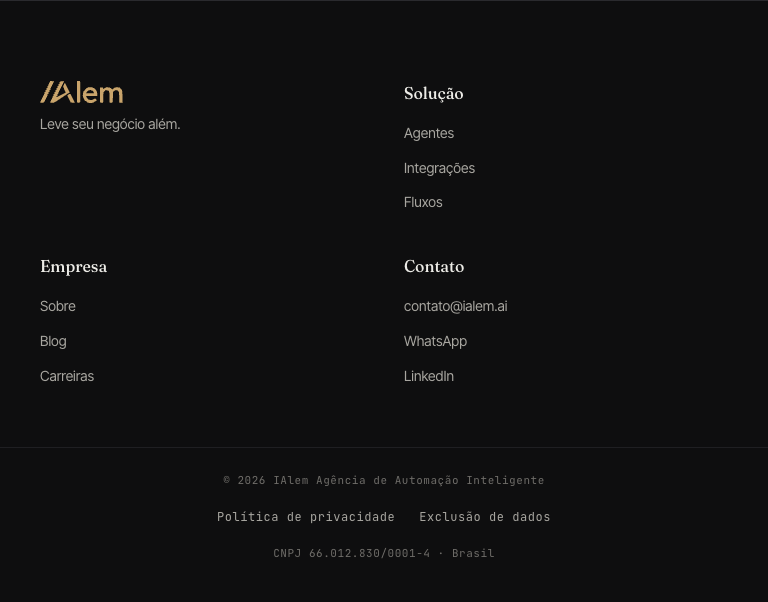 IAlem
Leve seu negócio além.
Solução
Agentes
Integrações
Fluxos
Empresa
Sobre
Blog
Carreiras
Contato
contato@ialem.ai
WhatsApp
LinkedIn
© 2026 IAlem Agência de Automação Inteligente
Política de privacidade Exclusão de dados
CNPJ 66.012.830/0001-4 · Brasil